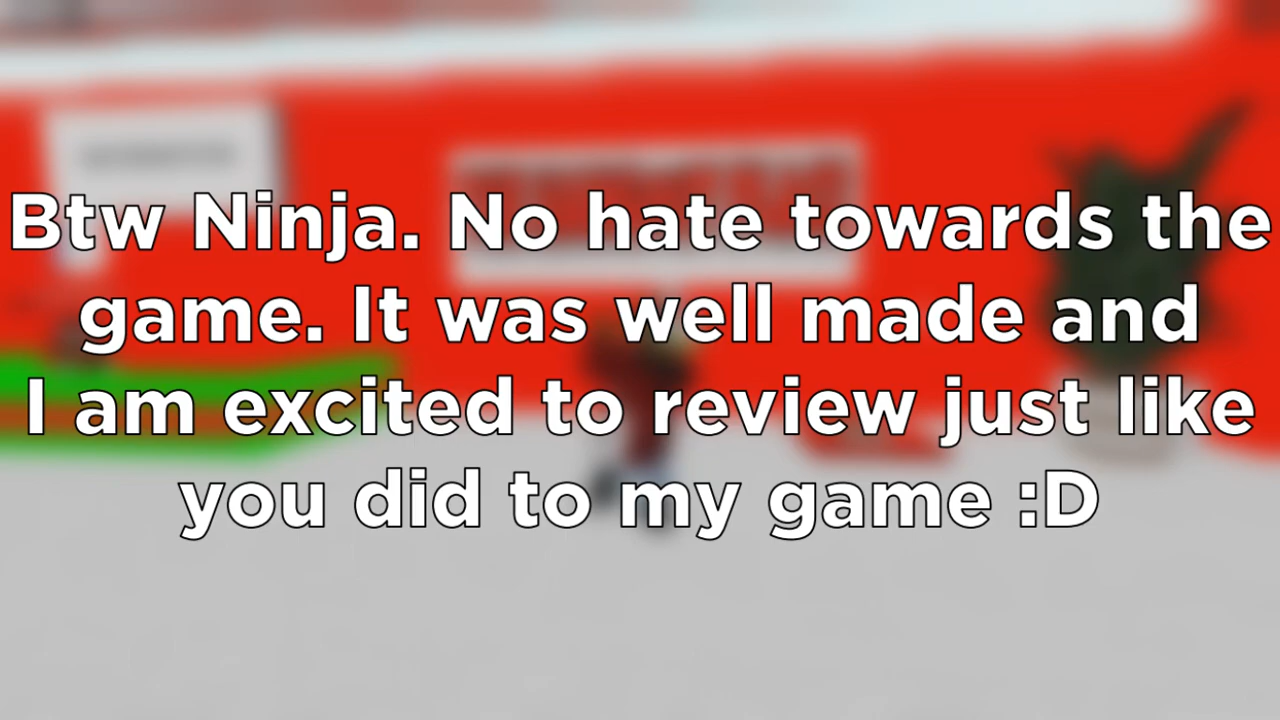 Btw Ninja. No hate towards the
game. It was well made and
I am excited to review just like
you did to my game :D